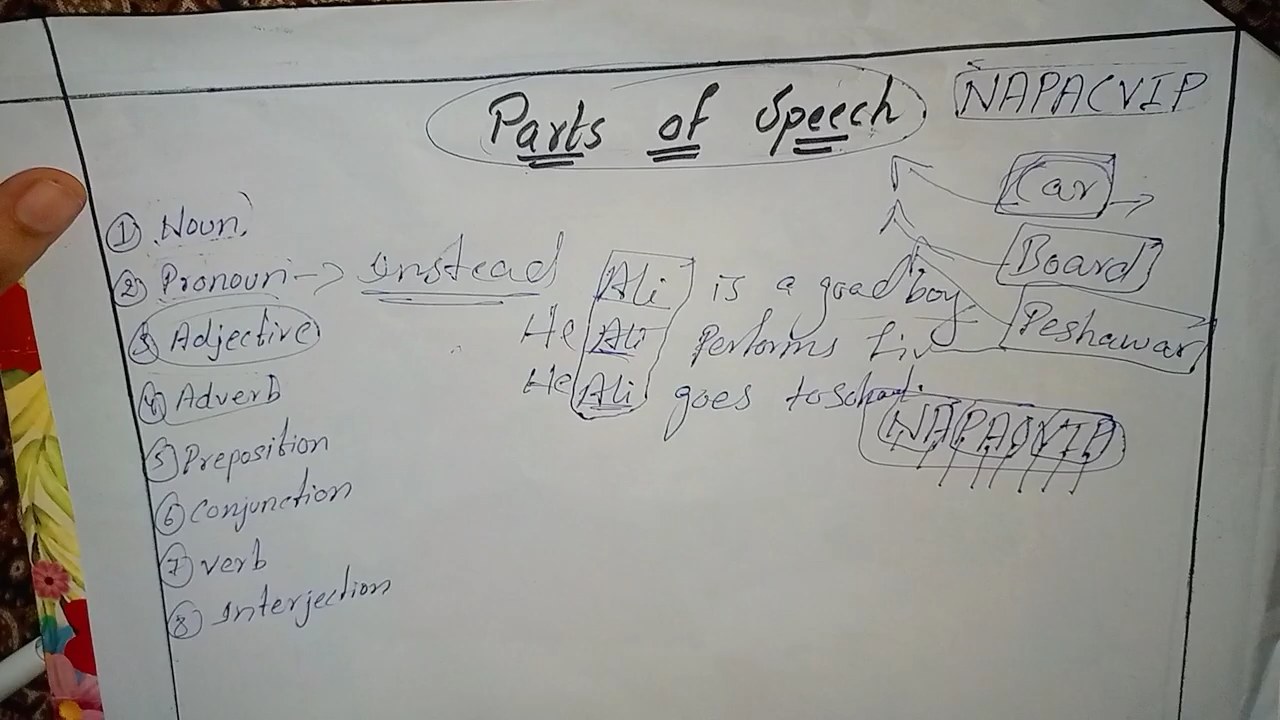 Parts of Speech
NAPACVIP
Car
Board
Peshawar
① Noun
② Pronoun -> instead
③ Adjective
④ Adverb
⑤ Preposition
⑥ Conjunction
⑦ verb
⑧ Interjection
Ali is a good boy
He Ali Performs
He Ali goes to school.
NAPACVIP